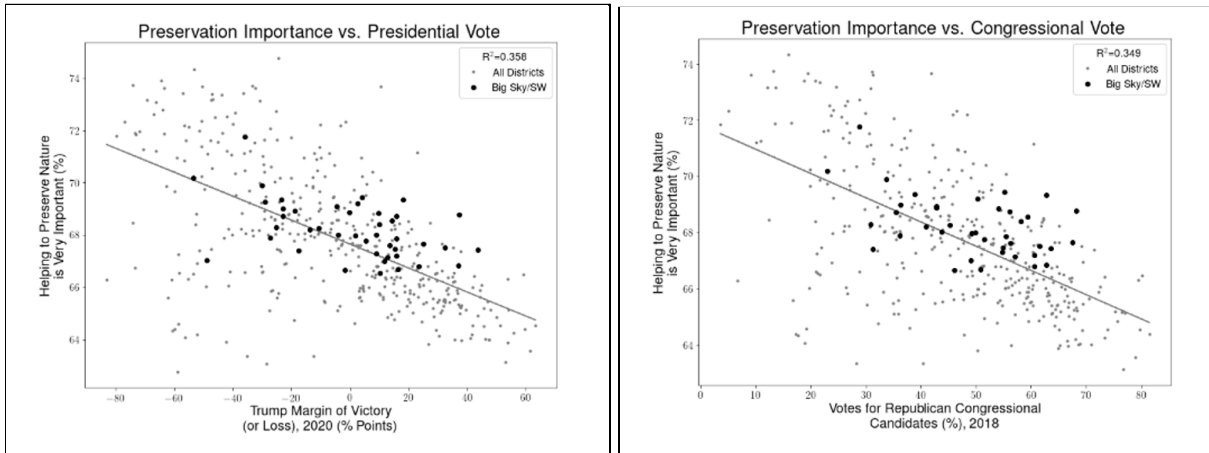 Preservation Importance vs. Presidential Vote
R²=0.358
All Districts
Big Sky/SW
Helping to Preserve Nature
is Very Important (%)
74
72
70
68
66
64
−80
−60
−40
−20
0
20
40
60
Trump Margin of Victory
(or Loss), 2020 (% Points)
Preservation Importance vs. Congressional Vote
R²=0.349
All Districts
Big Sky/SW
Helping to Preserve Nature
is Very Important (%)
74
72
70
68
66
64
0
10
20
30
40
50
60
70
80
Votes for Republican Congressional
Candidates (%), 2018